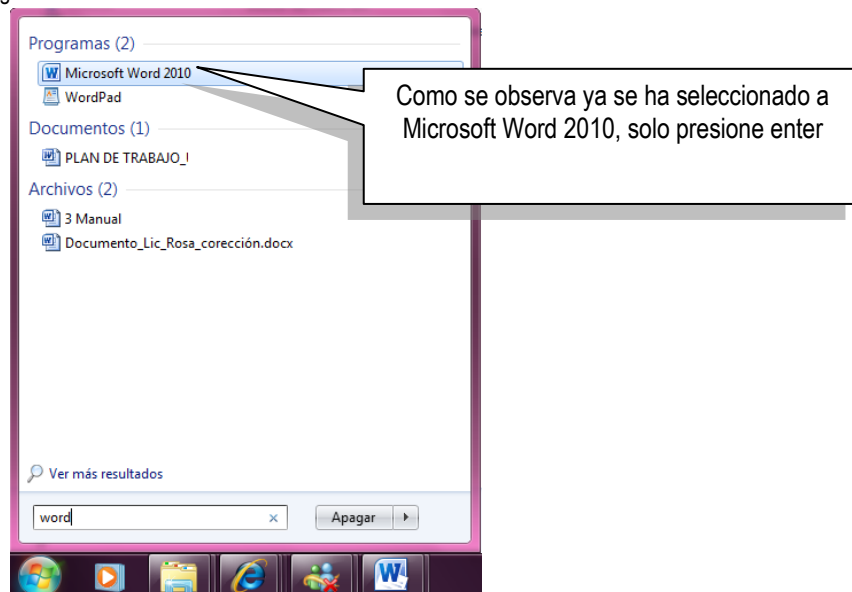 Programas (2)
Microsoft Word 2010
WordPad
Documentos (1)
PLAN DE TRABAJO_
Archivos (2)
3 Manual
Documento_Lic_Rosa_corección.docx
Como se observa ya se ha seleccionado a
Microsoft Word 2010, solo presione enter
Ver más resultados
word
Apagar